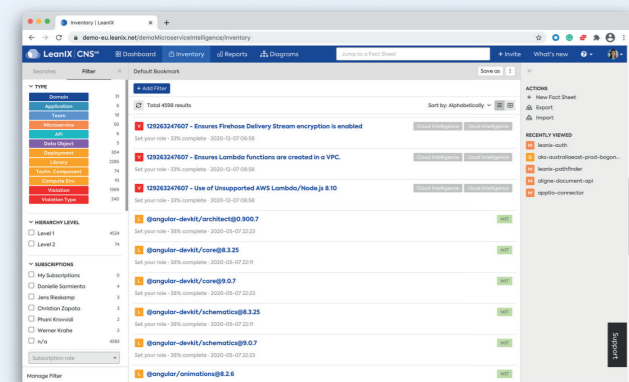 Inventory | LeanIX
demo-eu.leanix.net/demoMicroserviceIntelligence/inventory
LeanIX CNS
Dashboard
Inventory
Reports
Diagrams
Jump to a Fact Sheet
+ Invite
What's new
Searches
Filter
TYPE
Domain 31
Application 6
Team 18
Microservice 50
API 4
Data Object 5
Deployment 204
Library 2285
Techn. Component 74
Compute Env 10
Violation 1569
Violation Type 240
HIERARCHY LEVEL
Level 1 4524
Level 2 74
SUBSCRIPTIONS
My Subscriptions 0
Danielle Sarmiento 4
Jens Rieskamp 3
Christian Zapata 3
Phani Krovvidi 2
Werner Krahe 2
n/a 4583
Subscription role
Manage Filter
Default Bookmark
Save as
+ Add Filter
Total 4598 results
Sort by: Alphabetically
V 129263247607 - Ensures Firehose Delivery Stream encryption is enabled
Cloud Intelligence
Cloud Intelligence
Set your role · 33% complete · 2020-12-07 08:58
V 129263247607 - Ensures Lambda functions are created in a VPC.
Cloud Intelligence
Cloud Intelligence
Set your role · 33% complete · 2020-12-07 08:58
V 129263247607 - Use of Unsupported AWS Lambda/Node.js 8.10
Cloud Intelligence
Cloud Intelligence
Set your role · 33% complete · 2020-12-07 08:58
L @angular-devkit/architect@0.900.7
MIT
Set your role · 38% complete · 2020-05-07 22:23
L @angular-devkit/core@8.3.25
MIT
Set your role · 38% complete · 2020-05-07 22:11
L @angular-devkit/core@9.0.7
MIT
Set your role · 38% complete · 2020-05-07 22:23
L @angular-devkit/schematics@8.3.25
MIT
Set your role · 38% complete · 2020-05-07 22:11
L @angular-devkit/schematics@9.0.7
MIT
Set your role · 38% complete · 2020-05-07 22:23
L @angular/animations@8.2.6
MIT
ACTIONS
+ New Fact Sheet
Export
Import
RECENTLY VIEWED
M leanix-auth
D aks-australiaeast-prod-bogon...
M leanix-pathfinder
M aligne-document-api
M apptio-connector
Support